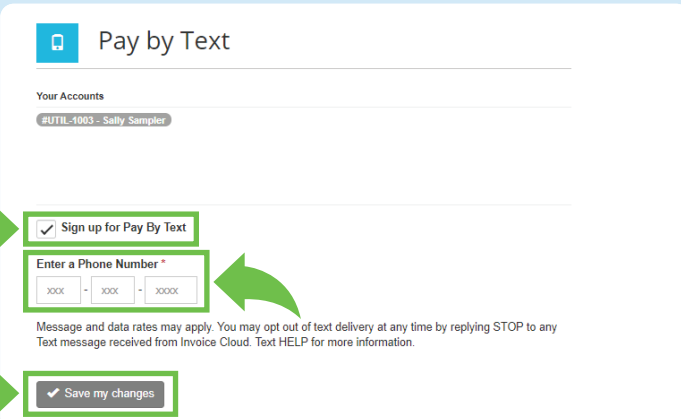 Pay by Text
Your Accounts
#UTIL-1003 - Sally Sampler
Sign up for Pay By Text
Enter a Phone Number *
xxx - xxx - xxxx
Message and data rates may apply. You may opt out of text delivery at any time by replying STOP to any
Text message received from Invoice Cloud. Text HELP for more information.
Save my changes